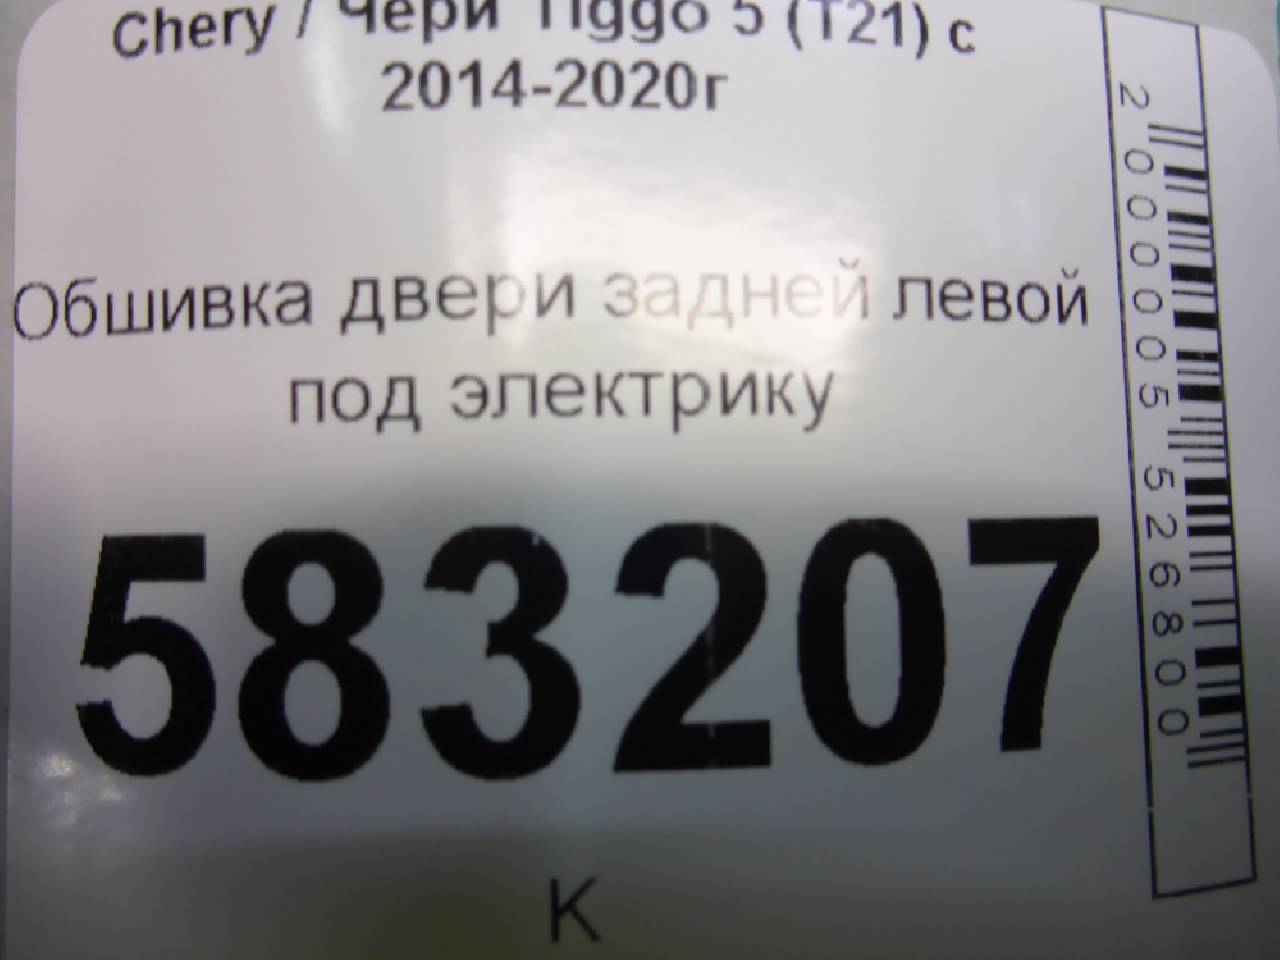 Chery / Чери Tiggo 5 (T21) с
2014-2020г
Обшивка двери задней левой
под электрику
583207
К
2000005526800